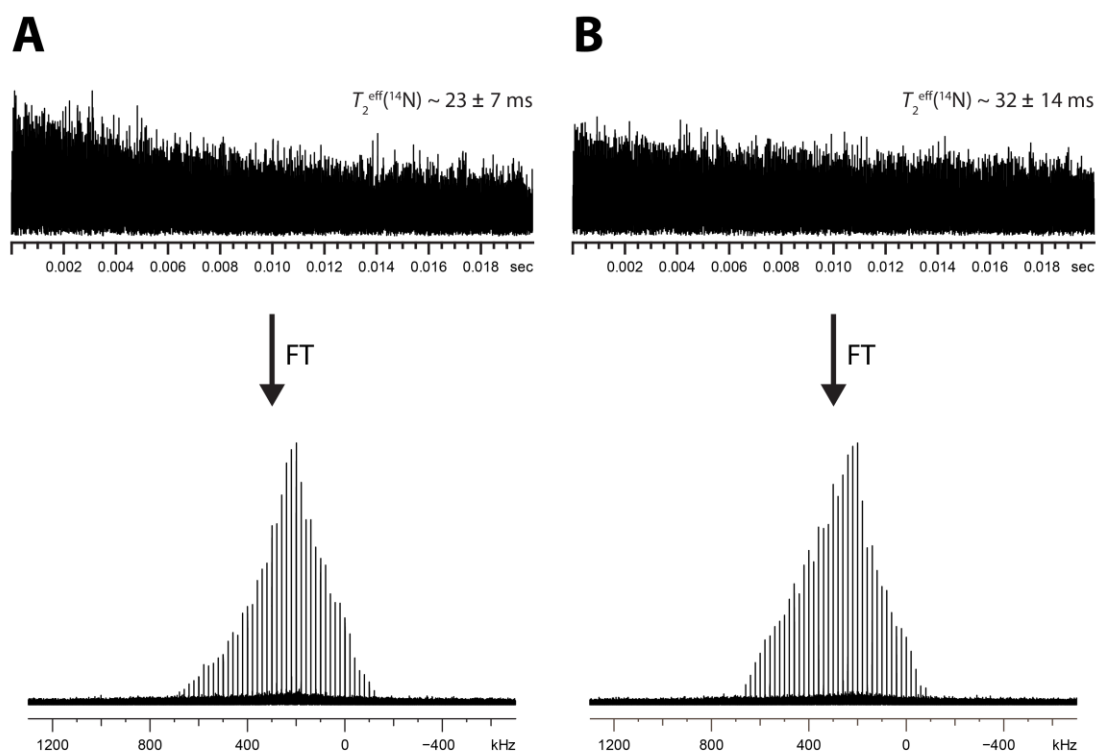 A
B
T₂ᵉᶠᶠ(¹⁴N) ~ 23 ± 7 ms
T₂ᵉᶠᶠ(¹⁴N) ~ 32 ± 14 ms
0.002 0.004 0.006 0.008 0.010 0.012 0.014 0.016 0.018 sec
0.002 0.004 0.006 0.008 0.010 0.012 0.014 0.016 0.018 sec
FT
FT
1200 800 400 0 −400 kHz
1200 800 400 0 −400 kHz